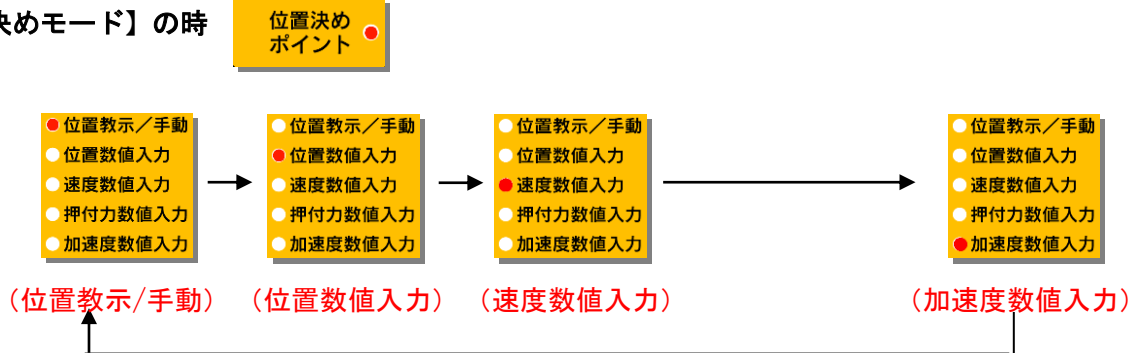 決めモード】の時
位置決め
ポイント
位置教示／手動
位置数値入力
速度数値入力
押付力数値入力
加速度数値入力
（位置教示/手動）
位置教示／手動
位置数値入力
速度数値入力
押付力数値入力
加速度数値入力
（位置数値入力）
位置教示／手動
位置数値入力
速度数値入力
押付力数値入力
加速度数値入力
（速度数値入力）
位置教示／手動
位置数値入力
速度数値入力
押付力数値入力
加速度数値入力
（加速度数値入力）